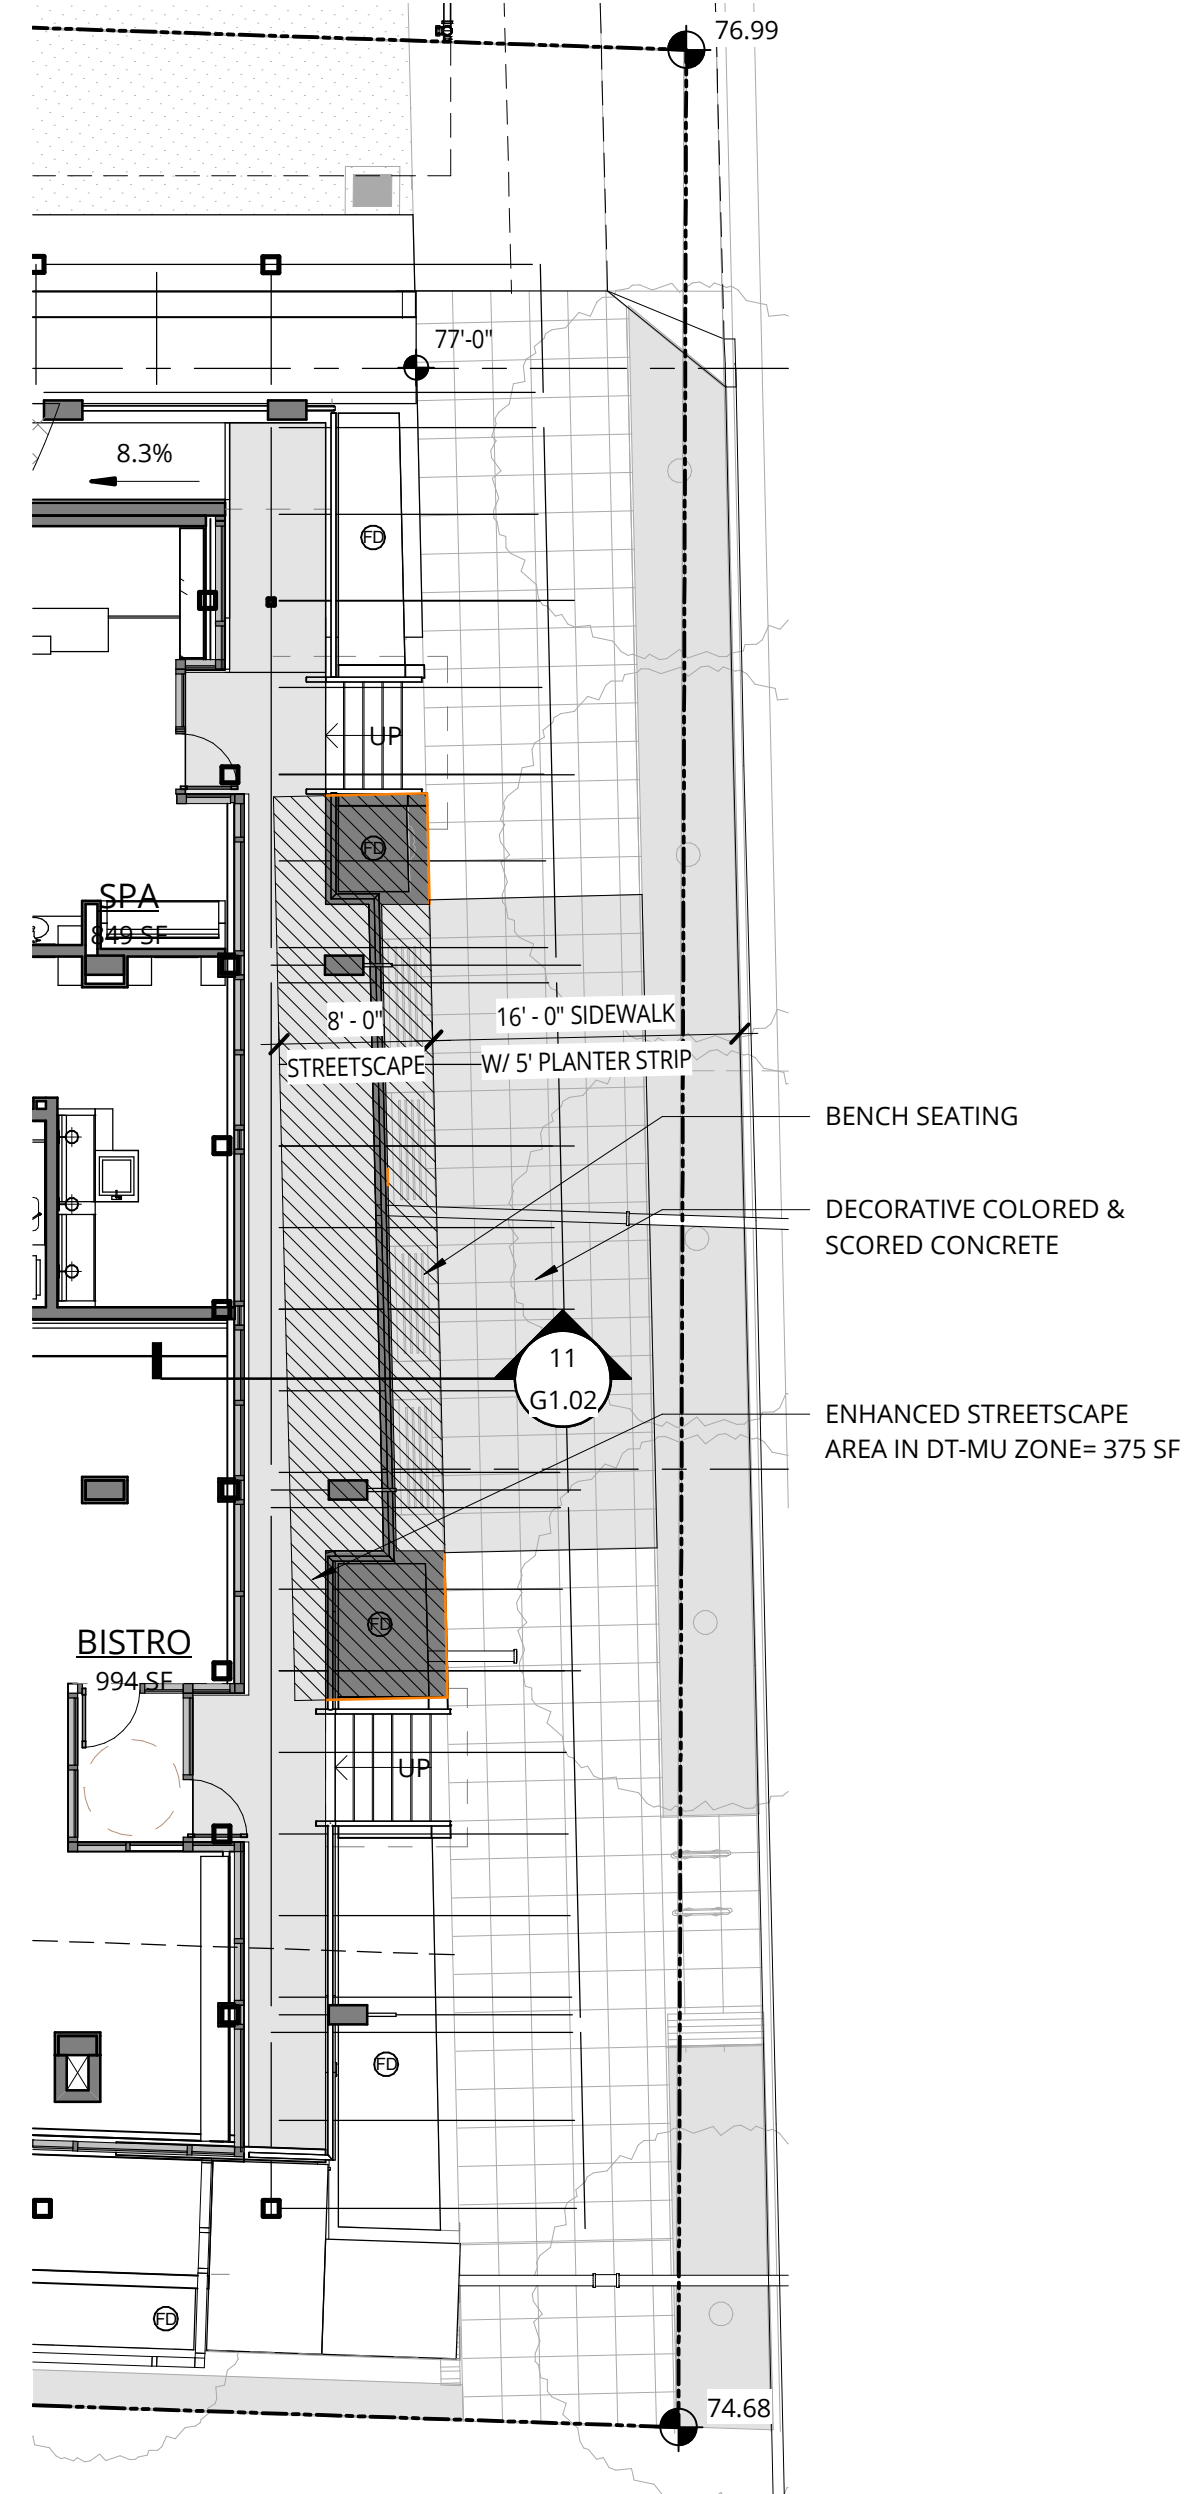 76.99
77'-0"
8.3%
FD
UP
FD
SPA
849 SF
8' - 0"
STREETSCAPE
16' - 0" SIDEWALK
W/ 5' PLANTER STRIP
BENCH SEATING
DECORATIVE COLORED &
SCORED CONCRETE
11
G1.02
ENHANCED STREETSCAPE
AREA IN DT-MU ZONE= 375 SF
FD
BISTRO
994 SF
UP
FD
FD
74.68